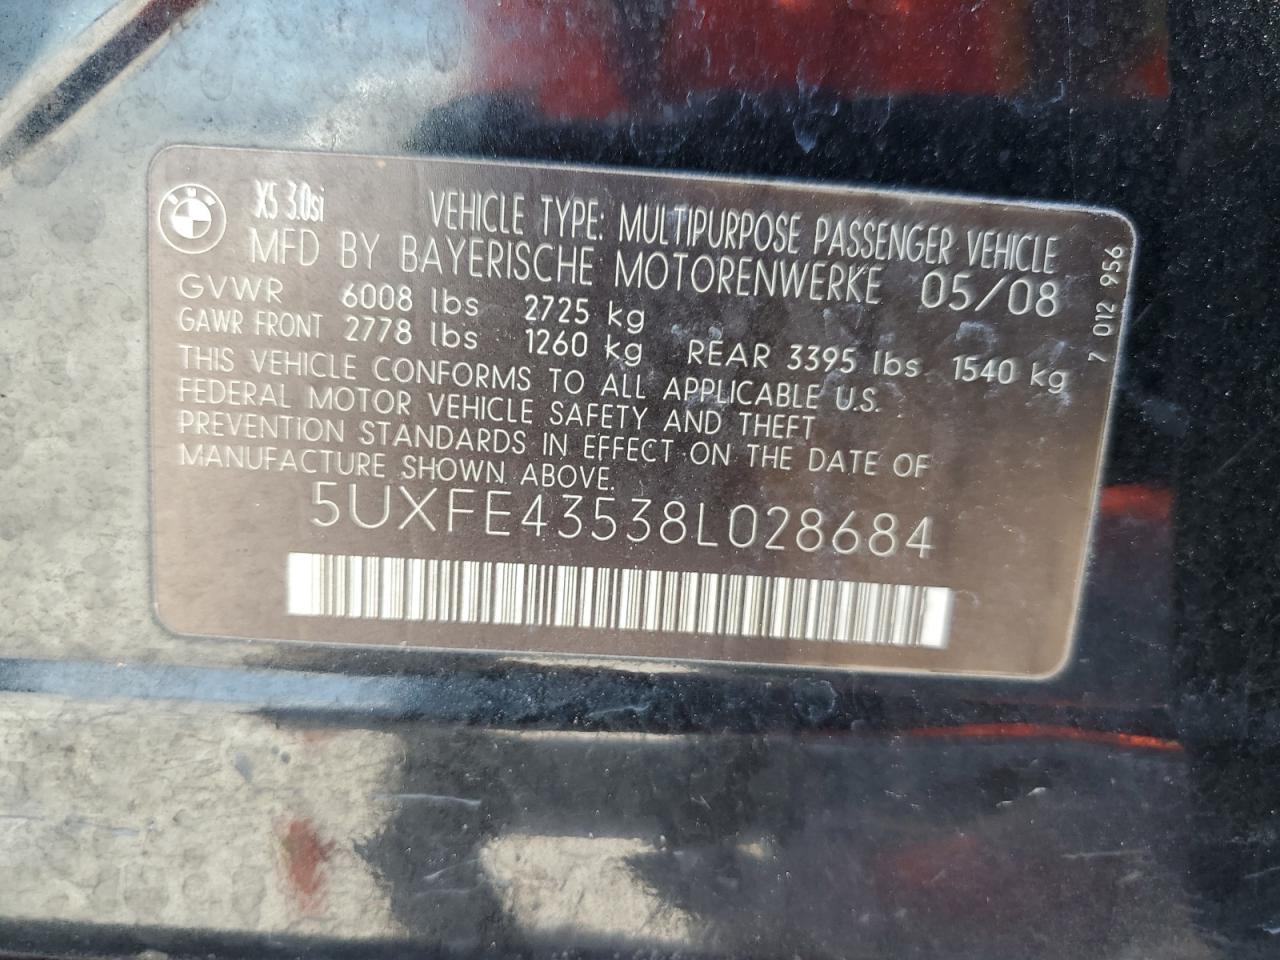 X5 3.0si VEHICLE TYPE: MULTIPURPOSE PASSENGER VEHICLE
MFD BY BAYERISCHE MOTORENWERKE 05/08
GVWR 6008 lbs 2725 kg
GAWR FRONT 2778 lbs 1260 kg REAR 3395 lbs 1540 kg
THIS VEHICLE CONFORMS TO ALL APPLICABLE U.S.
FEDERAL MOTOR VEHICLE SAFETY AND THEFT
PREVENTION STANDARDS IN EFFECT ON THE DATE OF
MANUFACTURE SHOWN ABOVE.
5UXFE43538L028684
7 012 956